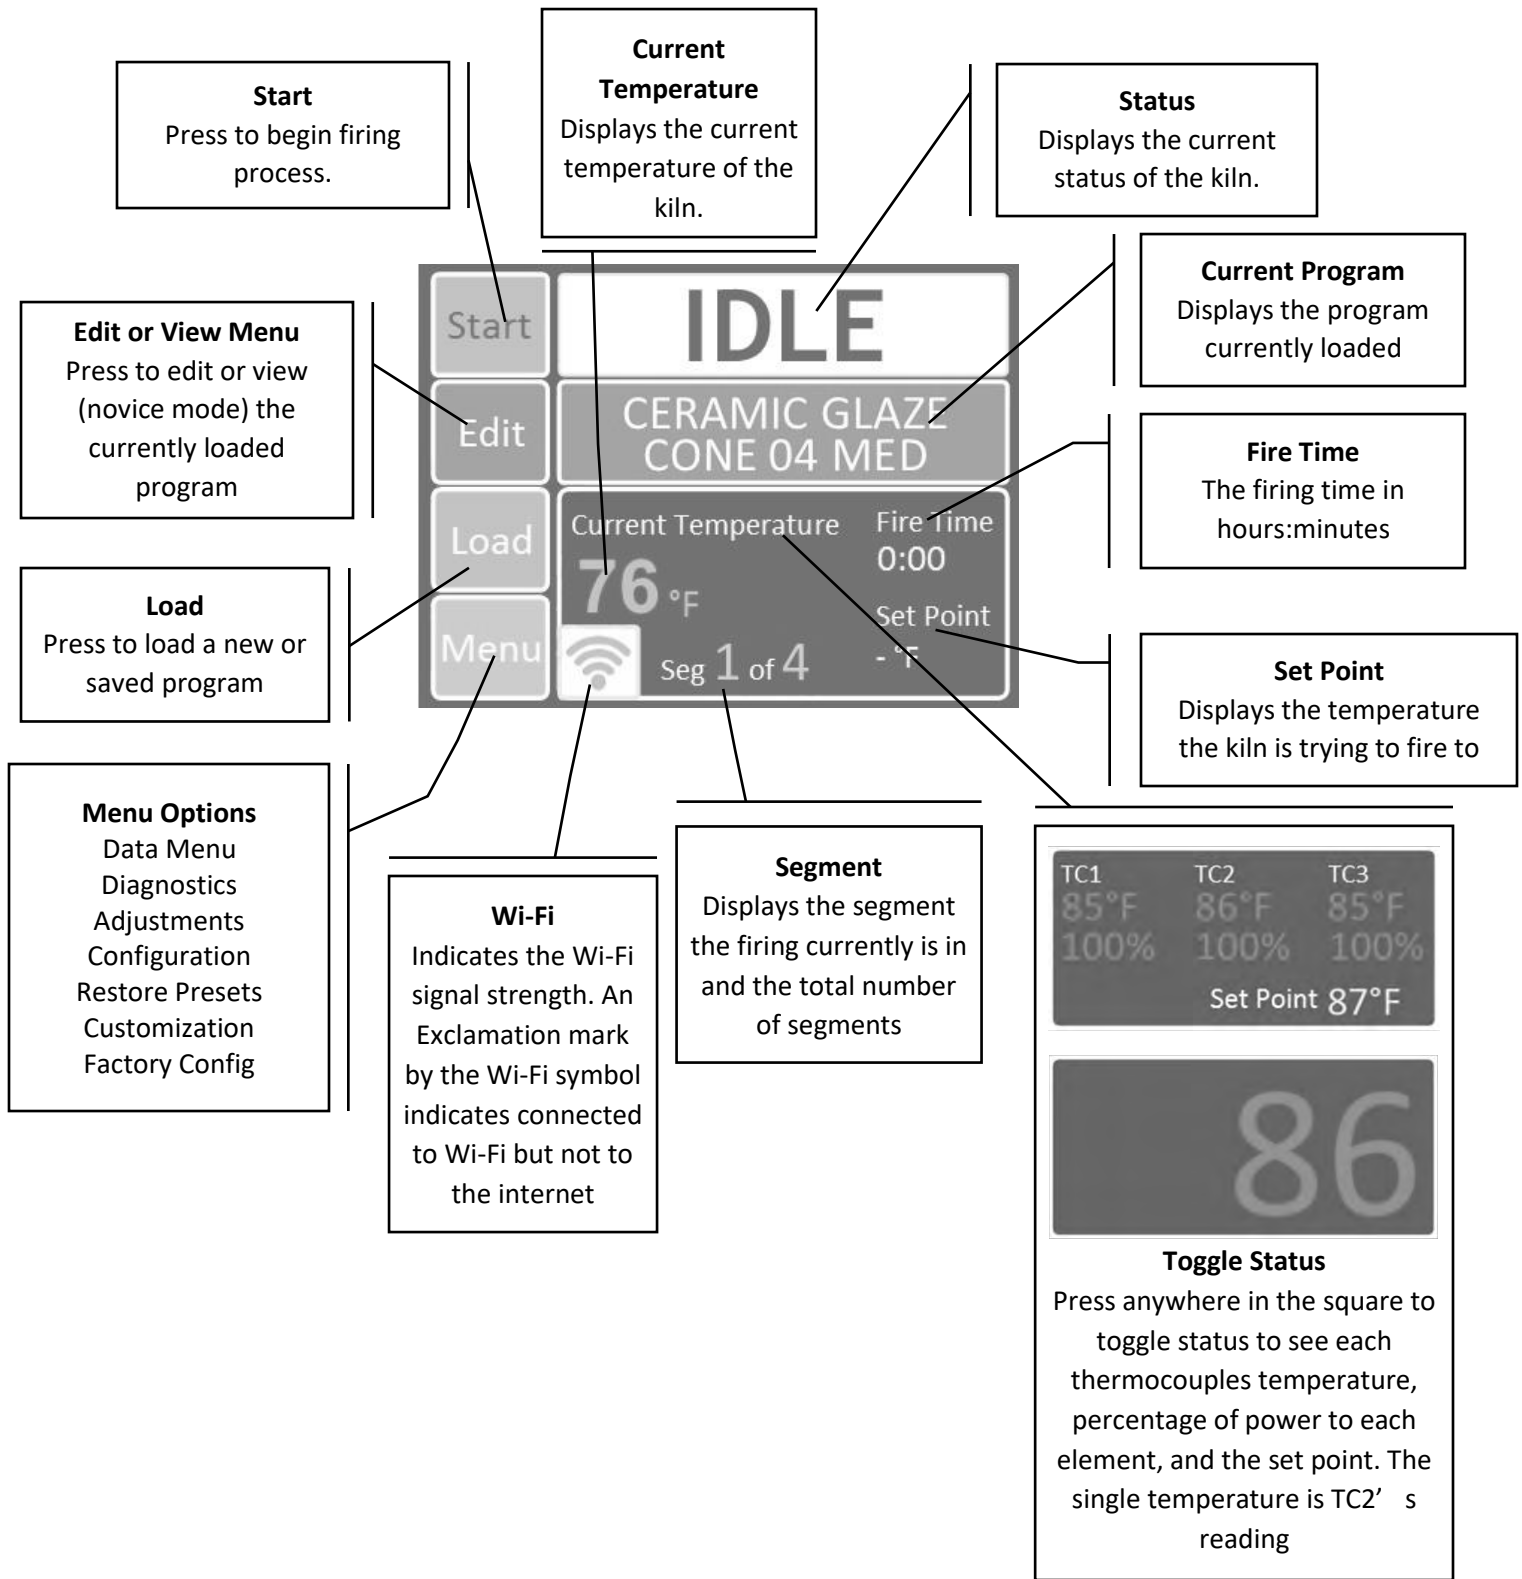 Start
Press to begin firing
process.
Current
Temperature
Displays the current
temperature of the
kiln.
Status
Displays the current
status of the kiln.
Edit or View Menu
Press to edit or view
(novice mode) the
currently loaded
program
Current Program
Displays the program
currently loaded
Start
IDLE
Edit
CERAMIC GLAZE
CONE 04 MED
Load
Current Temperature
Fire Time
0:00
76 °F
Set Point
- °F
Menu
Seg 1 of 4
Fire Time
The firing time in
hours:minutes
Load
Press to load a new or
saved program
Set Point
Displays the temperature
the kiln is trying to fire to
Menu Options
Data Menu
Diagnostics
Adjustments
Configuration
Restore Presets
Customization
Factory Config
Wi-Fi
Indicates the Wi-Fi
signal strength. An
Exclamation mark
by the Wi-Fi symbol
indicates connected
to Wi-Fi but not to
the internet
Segment
Displays the segment
the firing currently is in
and the total number
of segments
TC1 TC2 TC3
85°F 86°F 85°F
100% 100% 100%
Set Point 87°F
86
Toggle Status
Press anywhere in the square to
toggle status to see each
thermocouples temperature,
percentage of power to each
element, and the set point. The
single temperature is TC2’ s
reading